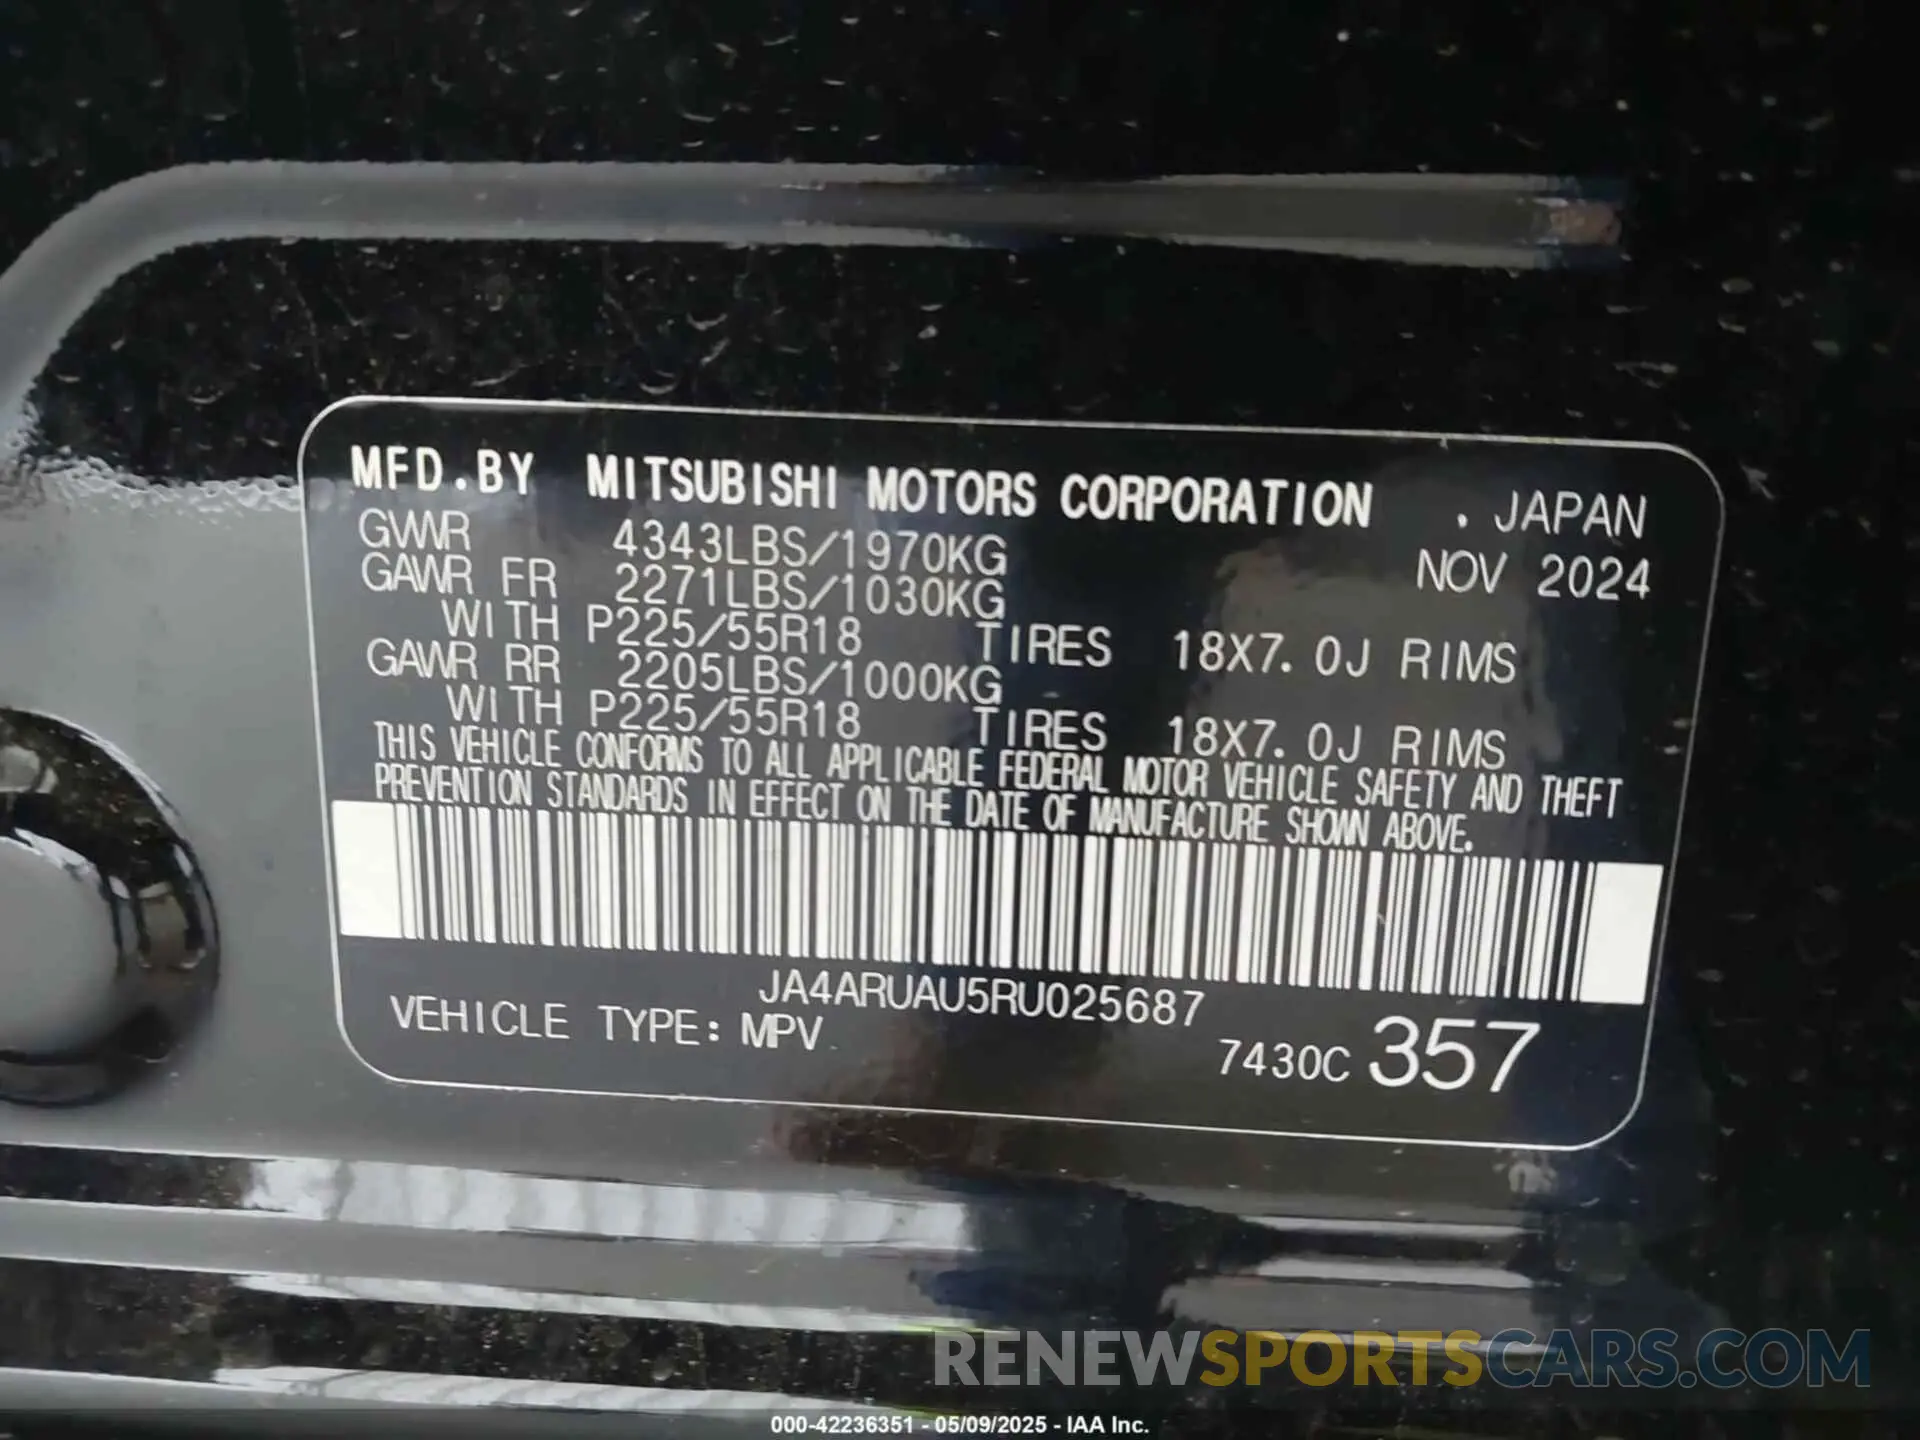 MFD.BY MITSUBISHI MOTORS CORPORATION . JAPAN
GVWR 4343LBS/1970KG NOV 2024
GAWR FR 2271LBS/1030KG
WITH P225/55R18 TIRES 18X7.0J RIMS
GAWR RR 2205LBS/1000KG
WITH P225/55R18 TIRES 18X7.0J RIMS
THIS VEHICLE CONFORMS TO ALL APPLICABLE FEDERAL MOTOR VEHICLE SAFETY AND THEFT
PREVENTION STANDARDS IN EFFECT ON THE DATE OF MANUFACTURE SHOWN ABOVE.
JA4ARUAU5RU025687
VEHICLE TYPE: MPV 7430C 357
RENEWSPORTSCARS.COM
000-42236351 - 05/09/2025 - IAA Inc.